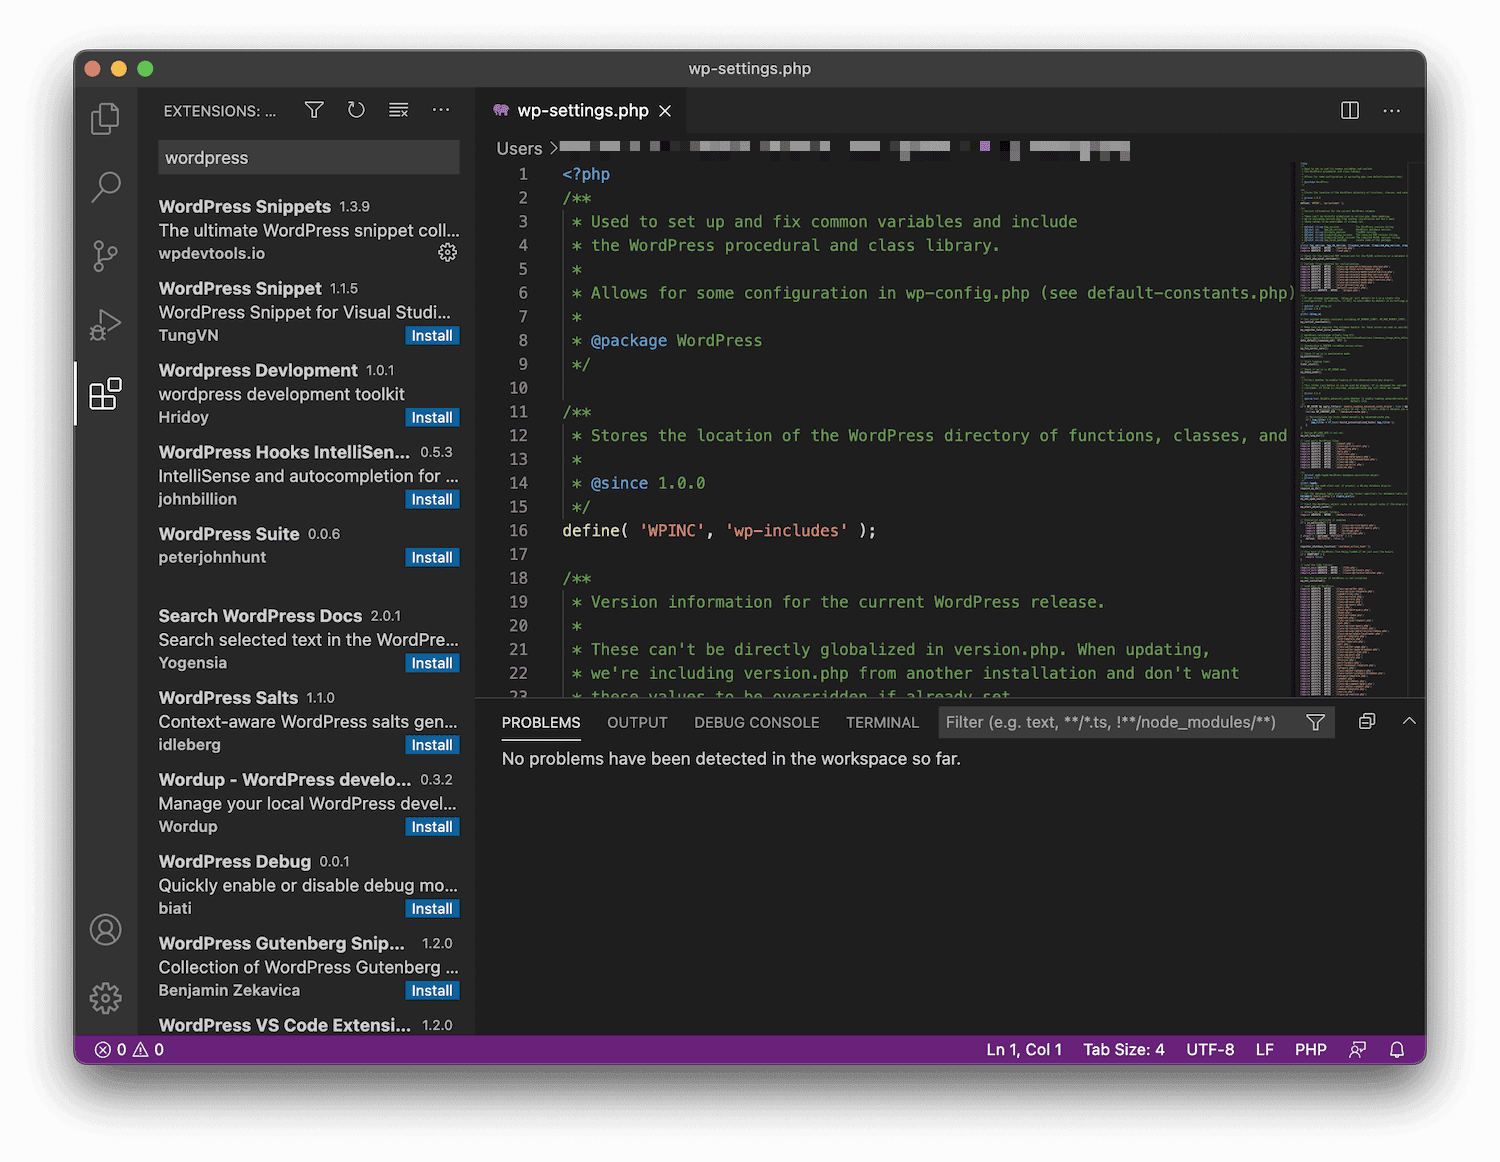 wp-settings.php
EXTENSIONS: ...
wordpress
WordPress Snippets 1.3.9
The ultimate WordPress snippet coll...
wpdevtools.io
WordPress Snippet 1.1.5
WordPress Snippet for Visual Studi...
TungVN Install
Wordpress Devlopment 1.0.1
wordpress development toolkit
Hridoy Install
WordPress Hooks IntelliSen... 0.5.3
IntelliSense and autocompletion for ...
johnbillion Install
WordPress Suite 0.0.6
peterjohnhunt Install
Search WordPress Docs 2.0.1
Search selected text in the WordPre...
Yogensia Install
WordPress Salts 1.1.0
Context-aware WordPress salts gen...
idleberg Install
Wordup - WordPress develo... 0.3.2
Manage your local WordPress devel...
Wordup Install
WordPress Debug 0.0.1
Quickly enable or disable debug mo...
biati Install
WordPress Gutenberg Snip... 1.2.0
Collection of WordPress Gutenberg ...
Benjamin Zekavica Install
WordPress VS Code Extensi... 1.2.0
wp-settings.php
Users >
1 <?php
2 /**
3 * Used to set up and fix common variables and include
4 * the WordPress procedural and class library.
5 *
6 * Allows for some configuration in wp-config.php (see default-constants.php)
7 *
8 * @package WordPress
9 */
10
11 /**
12 * Stores the location of the WordPress directory of functions, classes, and
13 *
14 * @since 1.0.0
15 */
16 define( 'WPINC', 'wp-includes' );
17
18 /**
19 * Version information for the current WordPress release.
20 *
21 * These can't be directly globalized in version.php. When updating,
22 * we're including version.php from another installation and don't want
23 * these values to be overridden if already set.
PROBLEMS OUTPUT DEBUG CONSOLE TERMINAL Filter (e.g. text, **/*.ts, !**/node_modules/**)
No problems have been detected in the workspace so far.
0 0 Ln 1, Col 1 Tab Size: 4 UTF-8 LF PHP